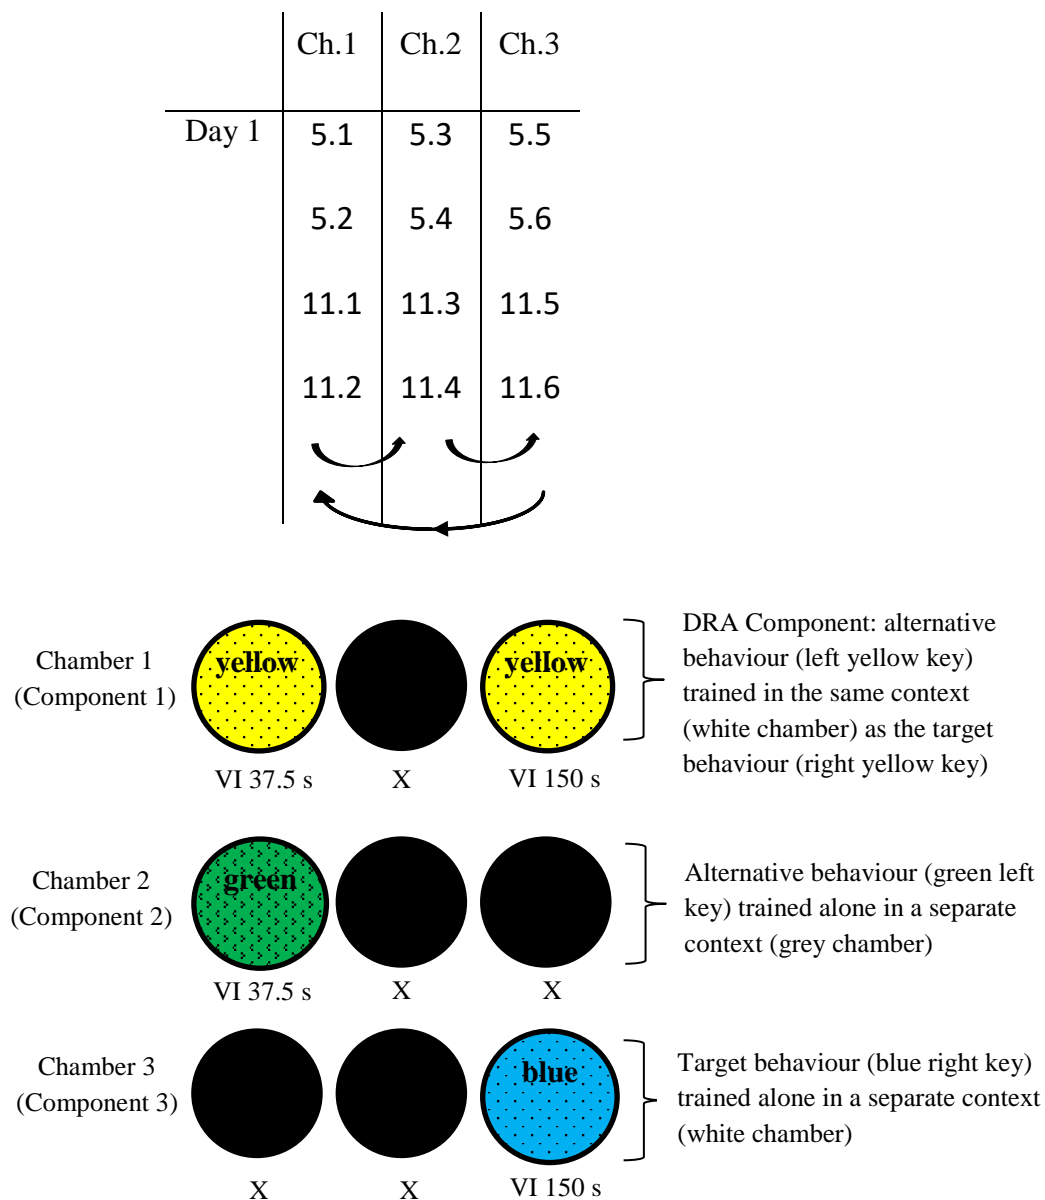 Ch.1 Ch.2 Ch.3
Day 1 5.1 5.3 5.5
5.2 5.4 5.6
11.1 11.3 11.5
11.2 11.4 11.6
Chamber 1
(Component 1)
yellow
yellow
VI 37.5 s
X
VI 150 s
DRA Component: alternative
behaviour (left yellow key)
trained in the same context
(white chamber) as the target
behaviour (right yellow key)
Chamber 2
(Component 2)
green
VI 37.5 s
X
X
Alternative behaviour (green left
key) trained alone in a separate
context (grey chamber)
Chamber 3
(Component 3)
blue
X
X
VI 150 s
Target behaviour (blue right key)
trained alone in a separate context
(white chamber)